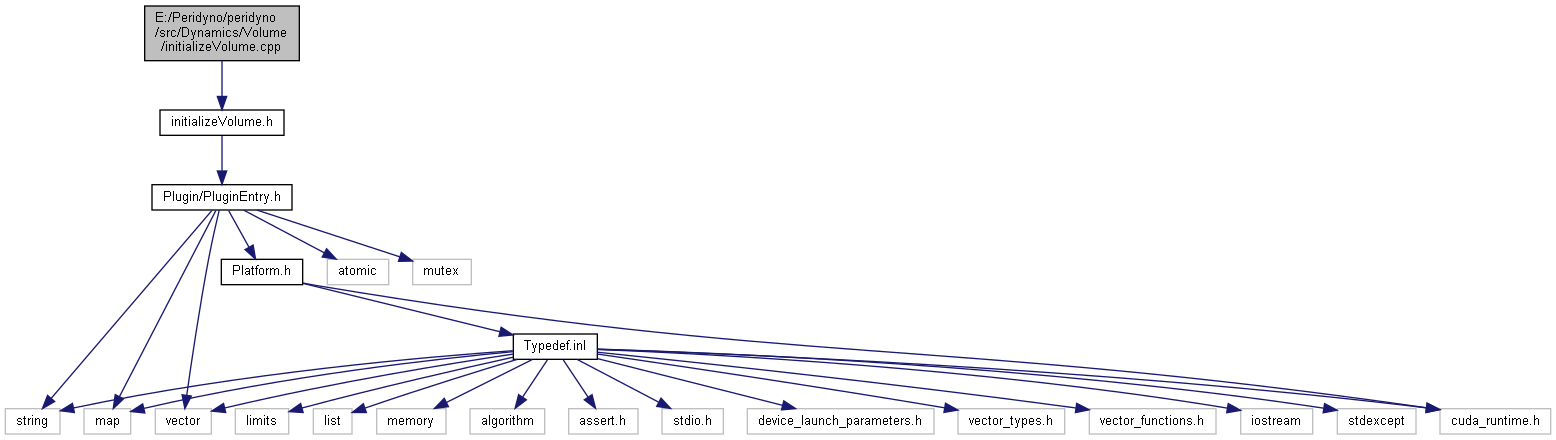 E:/Peridyno/peridyno
/src/Dynamics/Volume
/initializeVolume.cpp
initializeVolume.h
Plugin/PluginEntry.h
Platform.h
atomic
mutex
Typedef.inl
string
map
vector
limits
list
memory
algorithm
assert.h
stdio.h
device_launch_parameters.h
vector_types.h
vector_functions.h
iostream
stdexcept
cuda_runtime.h